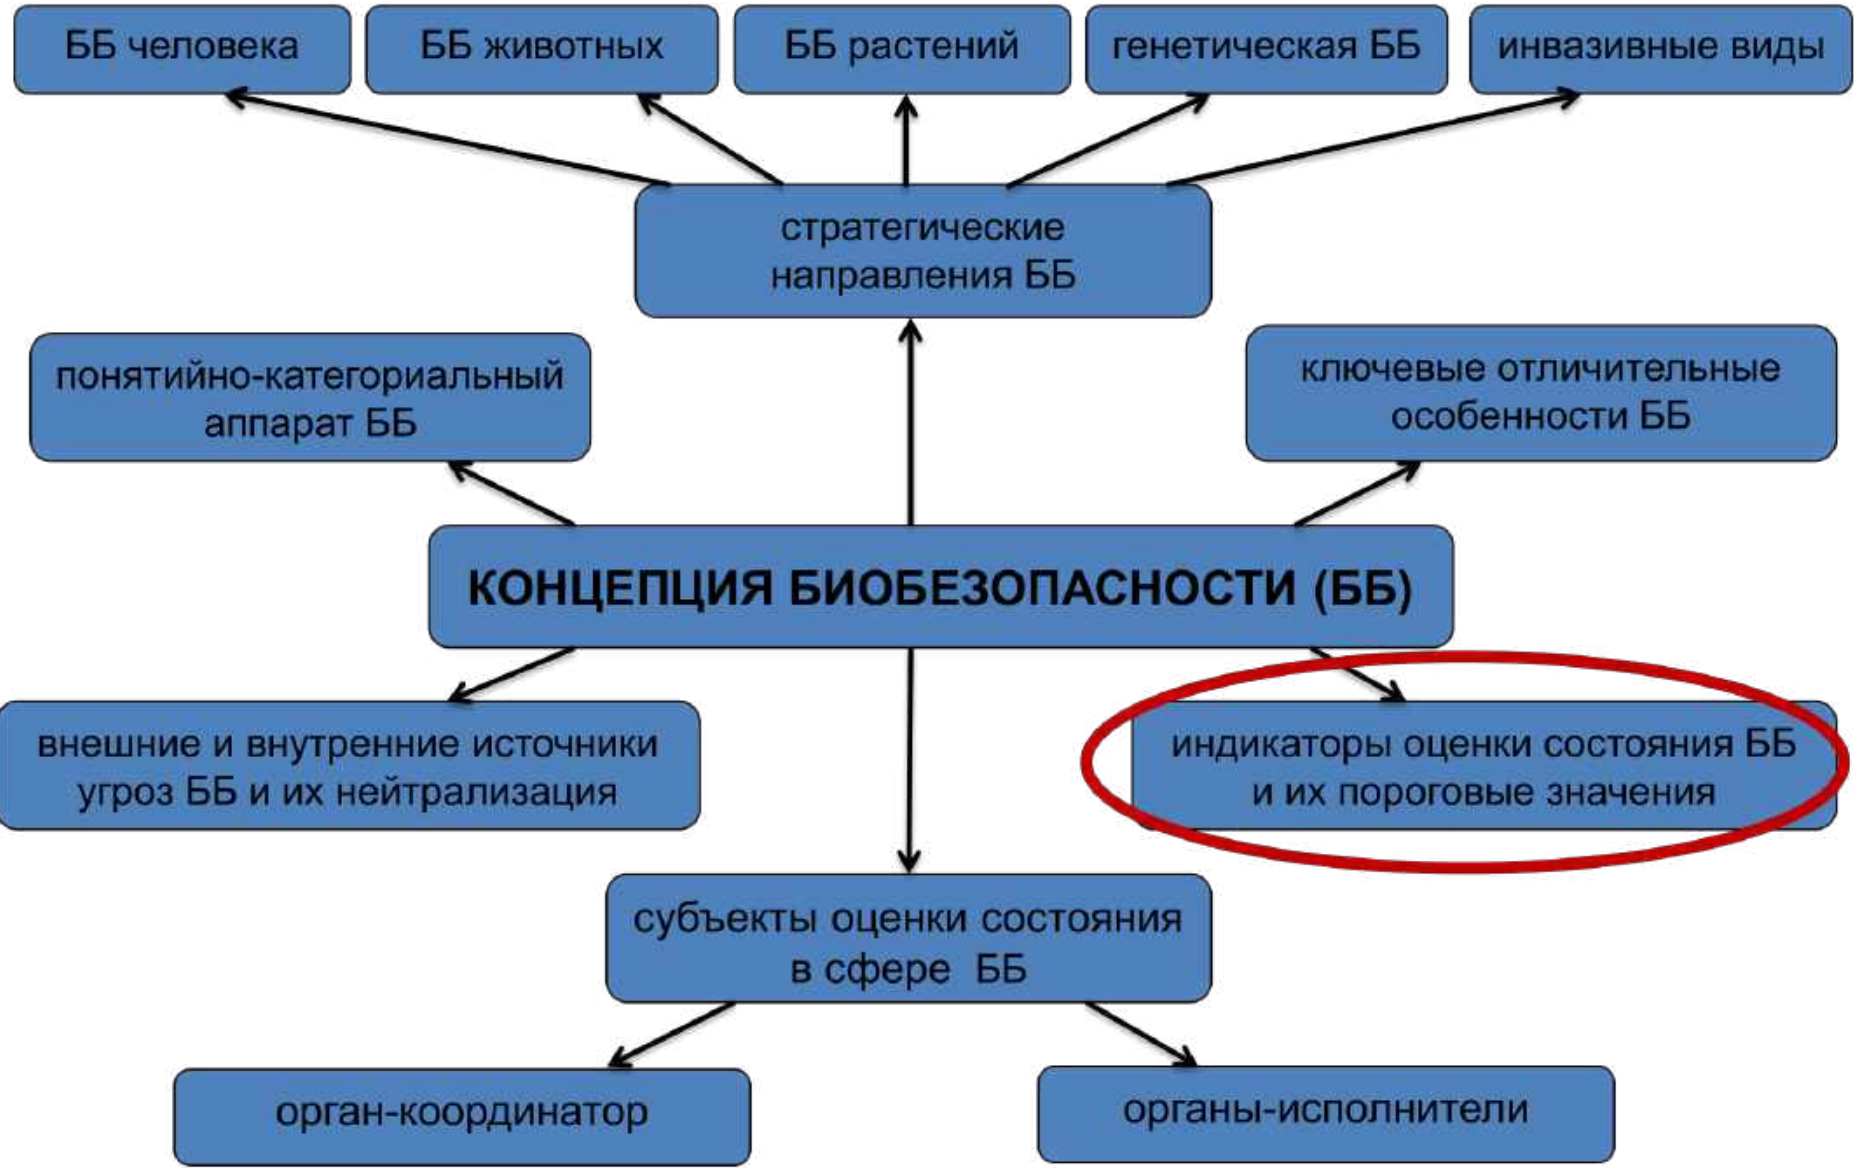 ББ человека
ББ животных
ББ растений
генетическая ББ
инвазивные виды
стратегические
направления ББ
понятийно-категориальный
аппарат ББ
ключевые отличительные
особенности ББ
КОНЦЕПЦИЯ БИОБЕЗОПАСНОСТИ (ББ)
внешние и внутренние источники
угроз ББ и их нейтрализация
индикаторы оценки состояния ББ
и их пороговые значения
субъекты оценки состояния
в сфере ББ
орган-координатор
органы-исполнители